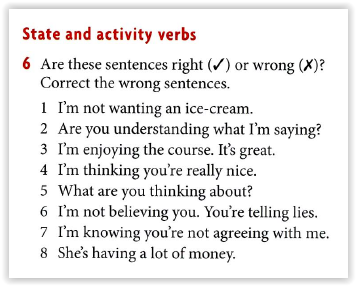 State and activity verbs
6 Are these sentences right (✓) or wrong (✗)?
Correct the wrong sentences.
1 I'm not wanting an ice-cream.
2 Are you understanding what I'm saying?
3 I'm enjoying the course. It's great.
4 I'm thinking you're really nice.
5 What are you thinking about?
6 I'm not believing you. You're telling lies.
7 I'm knowing you're not agreeing with me.
8 She's having a lot of money.